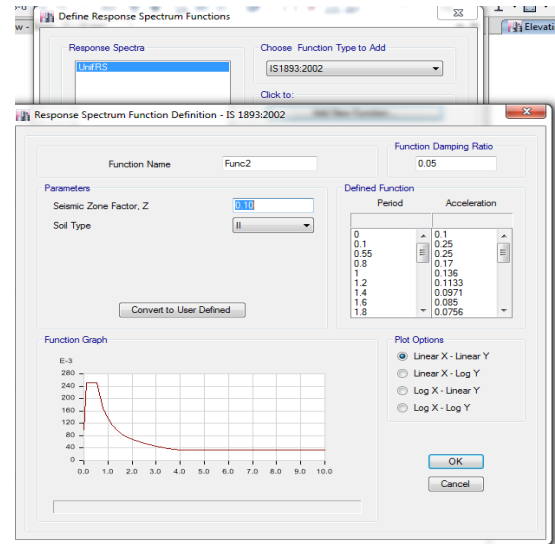 Define Response Spectrum Functions
Elevati
Response Spectra
Choose Function Type to Add
UnifRS
IS1893:2002
Click to:
Response Spectrum Function Definition - IS 1893:2002
Function Damping Ratio
Function Name
Func2
0.05
Parameters
Defined Function
Seismic Zone Factor, Z
0.10
Period
Acceleration
Soil Type
II
0 0.1
0.1 0.25
0.55 0.25
0.8 0.17
1 0.136
1.2 0.1133
1.4 0.0971
1.6 0.085
1.8 0.0756
Convert to User Defined
Function Graph
Plot Options
E-3
Linear X - Linear Y
280
Linear X - Log Y
240
Log X - Linear Y
200
Log X - Log Y
160
120
80
40
0
0.0 1.0 2.0 3.0 4.0 5.0 6.0 7.0 8.0 9.0 10.0
OK
Cancel